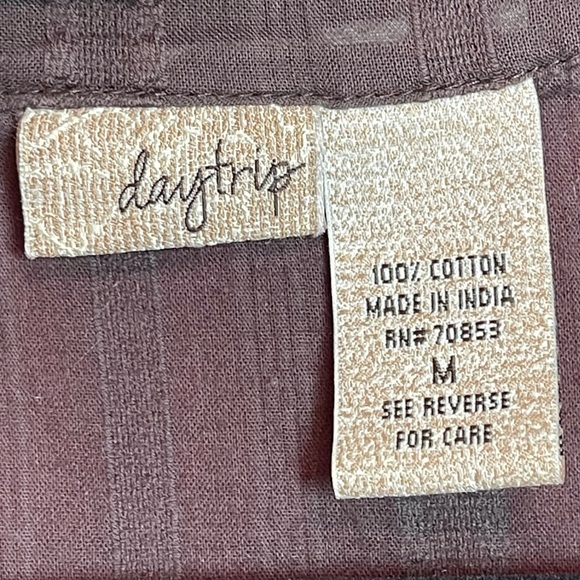 daytrip
100% COTTON
MADE IN INDIA
RN# 70853
M
SEE REVERSE
FOR CARE